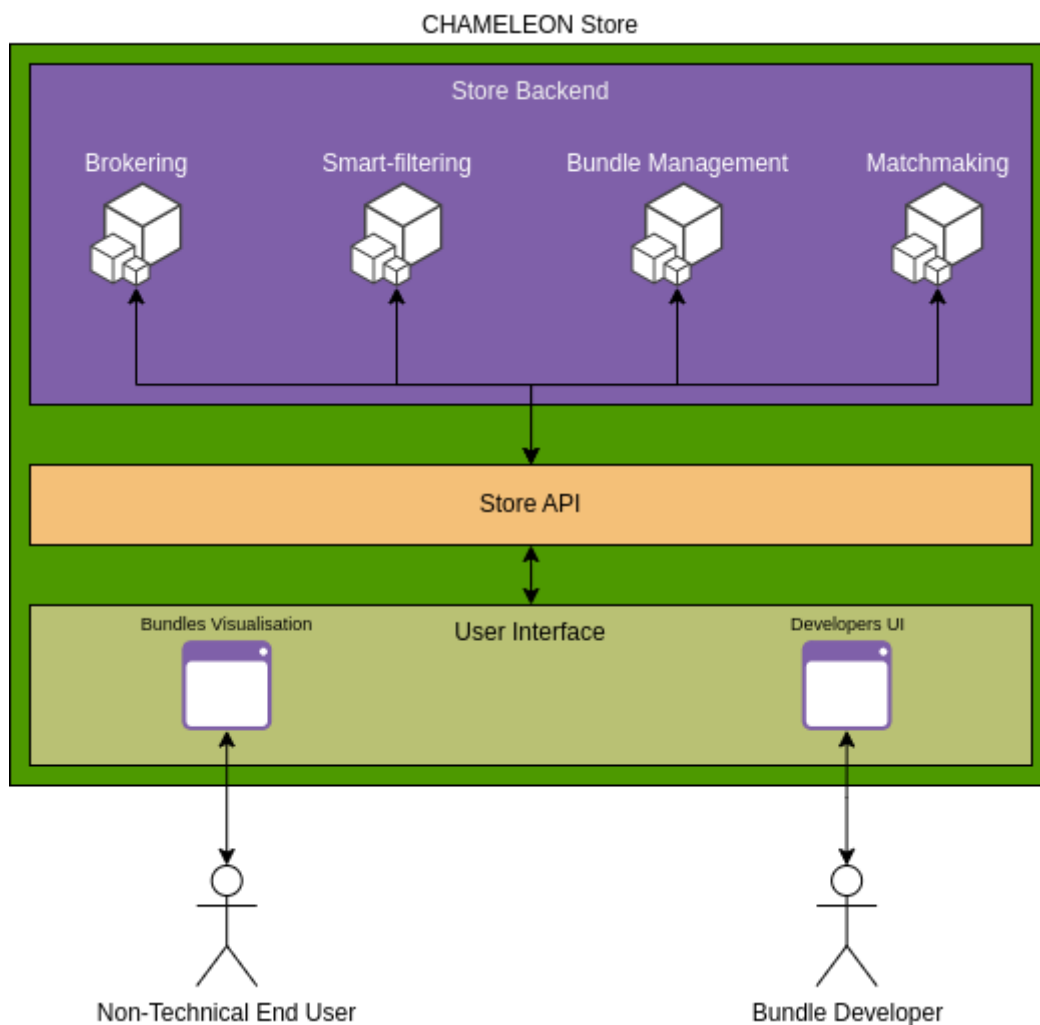 CHAMELEON Store
Store Backend
Brokering
Smart-filtering
Bundle Management
Matchmaking
Store API
Bundles Visualisation
User Interface
Developers UI
Non-Technical End User
Bundle Developer